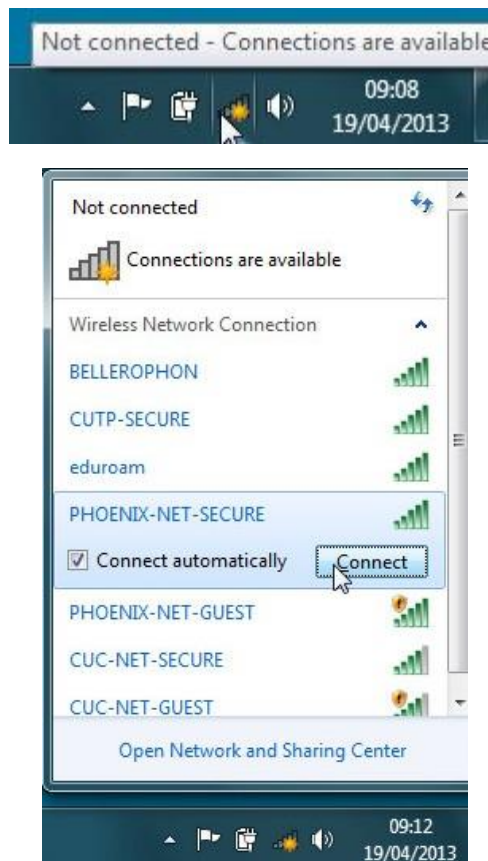 Not connected - Connections are available
09:08
19/04/2013
Not connected
Connections are available
Wireless Network Connection
BELLEROPHON
CUTP-SECURE
eduroam
PHOENIX-NET-SECURE
Connect automatically Connect
PHOENIX-NET-GUEST
CUC-NET-SECURE
CUC-NET-GUEST
Open Network and Sharing Center
09:12
19/04/2013